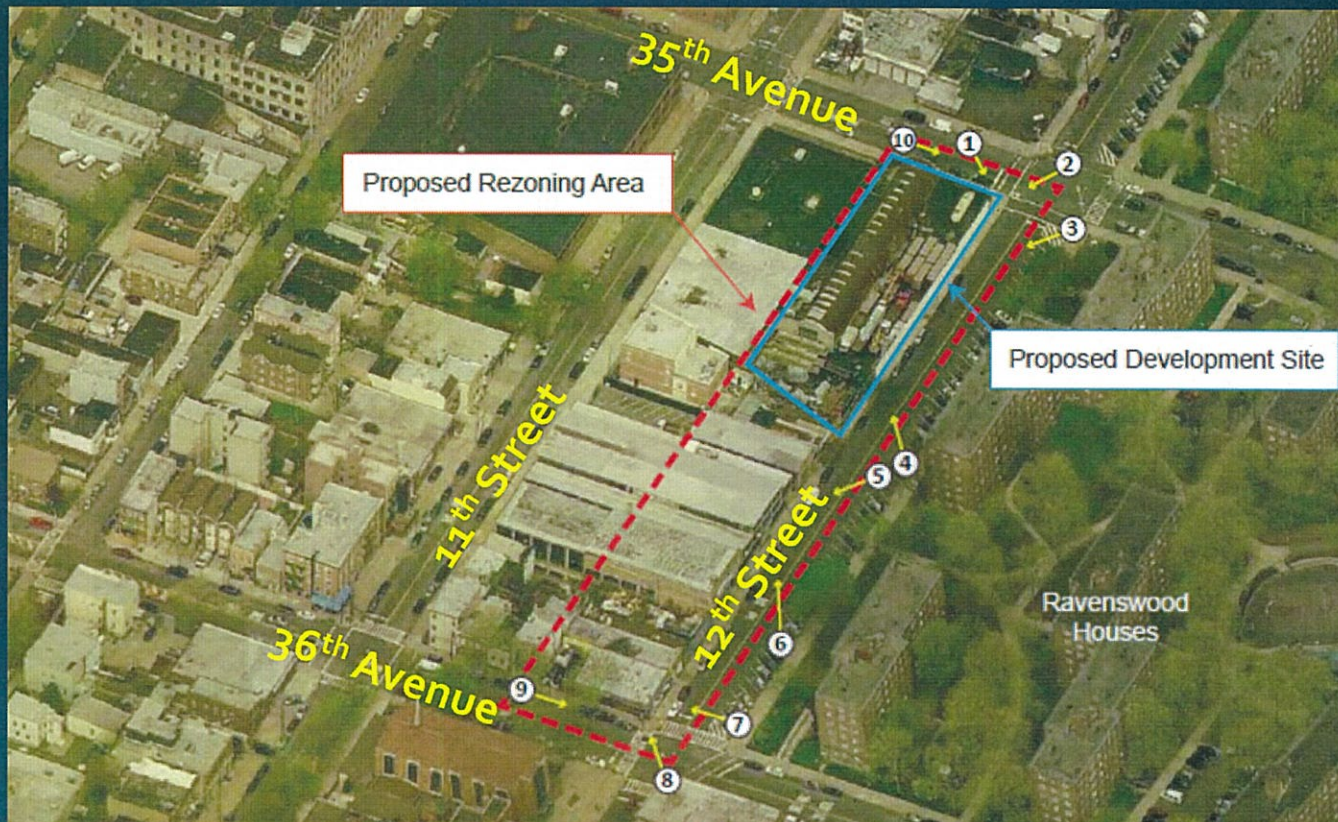 35th Avenue
10
1
2
Proposed Rezoning Area
3
Proposed Development Site
11th Street
4
5
12th Street
Ravenswood
Houses
6
36th Avenue
9
7
8